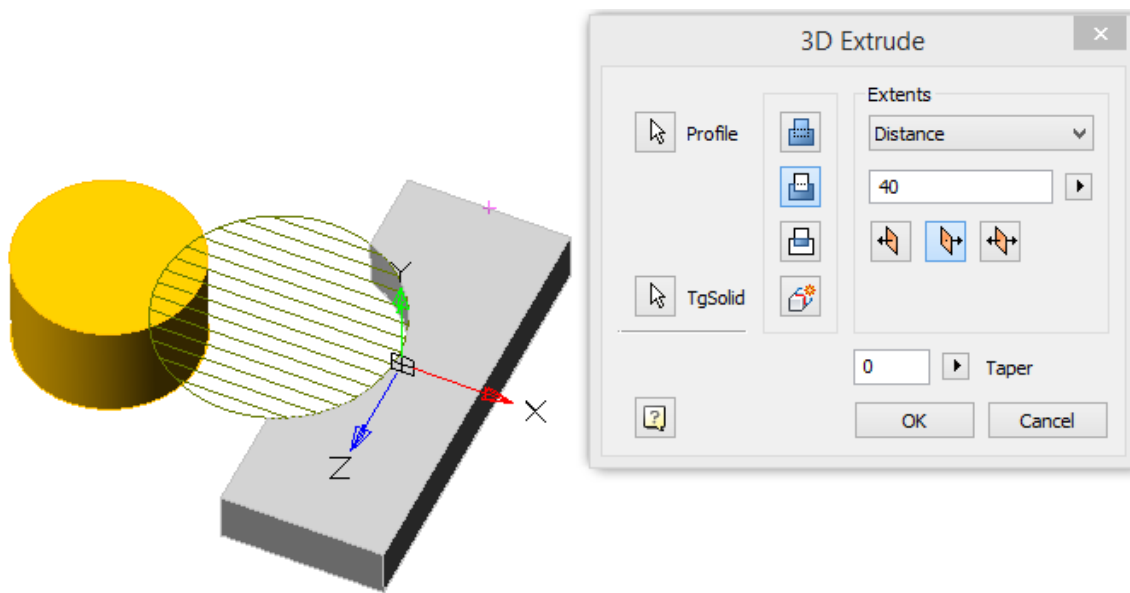 3D Extrude
Extents
Profile
Distance
40
TgSolid
0
Taper
?
OK
Cancel
Y
X
Z